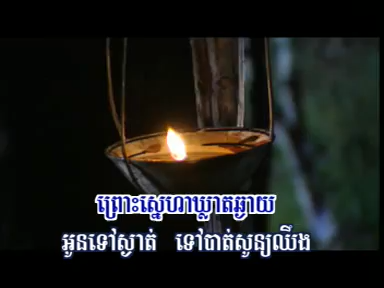 ព្រោះស្នេហាឃ្លាតឆ្ងាយ
អូនទៅស្ងាត់ ទៅបាត់សូន្យឈឹង